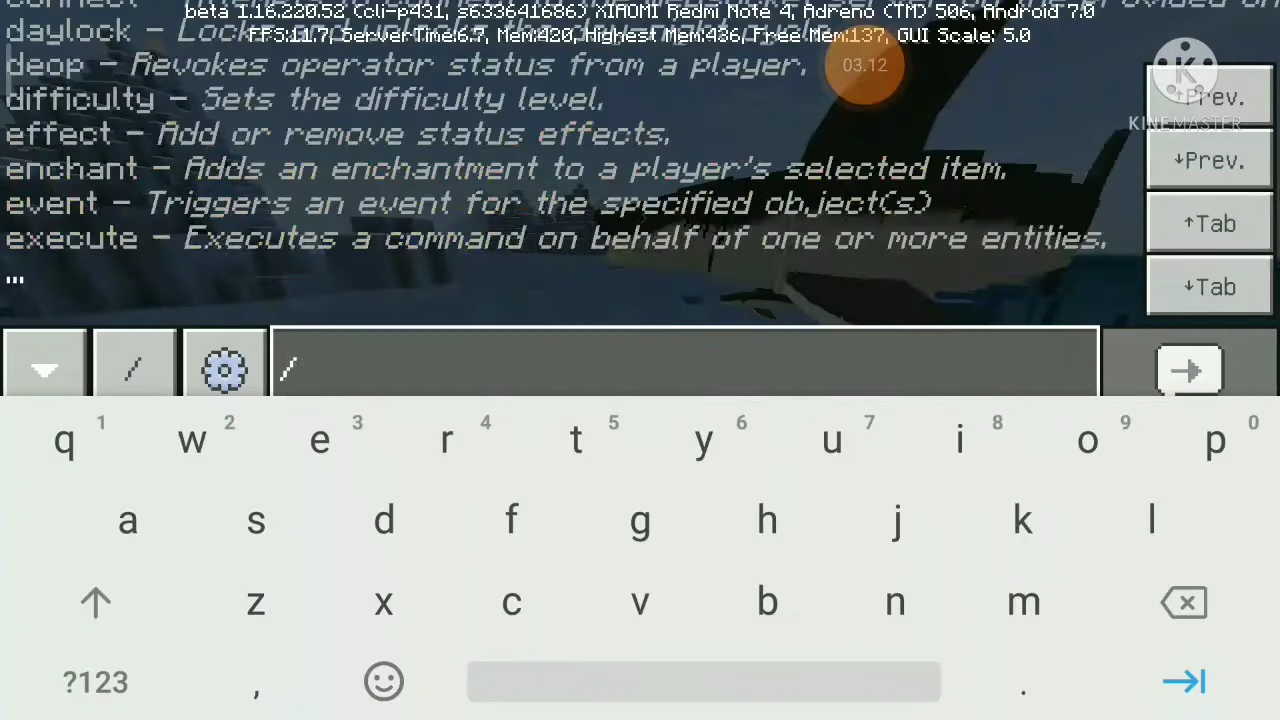 beta 1.16.220.52 (cli-p431, s633641686) XIAOMI Redmi Note 4, Adreno (TM) 506, Android 7.0
FPS:11.7, ServerTime:6.7, Mem:420, Highest Mem:436, Free Mem:137, GUI Scale: 5.0
daylock –
deop – Revokes operator status from a player.
difficulty – Sets the difficulty level.
effect – Add or remove status effects.
enchant – Adds an enchantment to a player's selected item.
event – Triggers an event for the specified object(s)
execute – Executes a command on behalf of one or more entities.
...
03.12
K
KINEMASTER
↑Prev.
↓Prev.
↑Tab
↓Tab
/
/
q 1 w 2 e 3 r 4 t 5 y 6 u 7 i 8 o 9 p 0
a s d f g h j k l
z x c v b n m
?123 , .